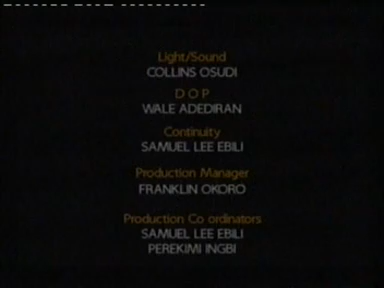 Light/Sound
COLLINS OSUDI
D O P
WALE ADEDIRAN
Continuity
SAMUEL LEE EBILI
Production Manager
FRANKLIN OKORO
Production Co ordinators
SAMUEL LEE EBILI
PEREKIMI INGBI